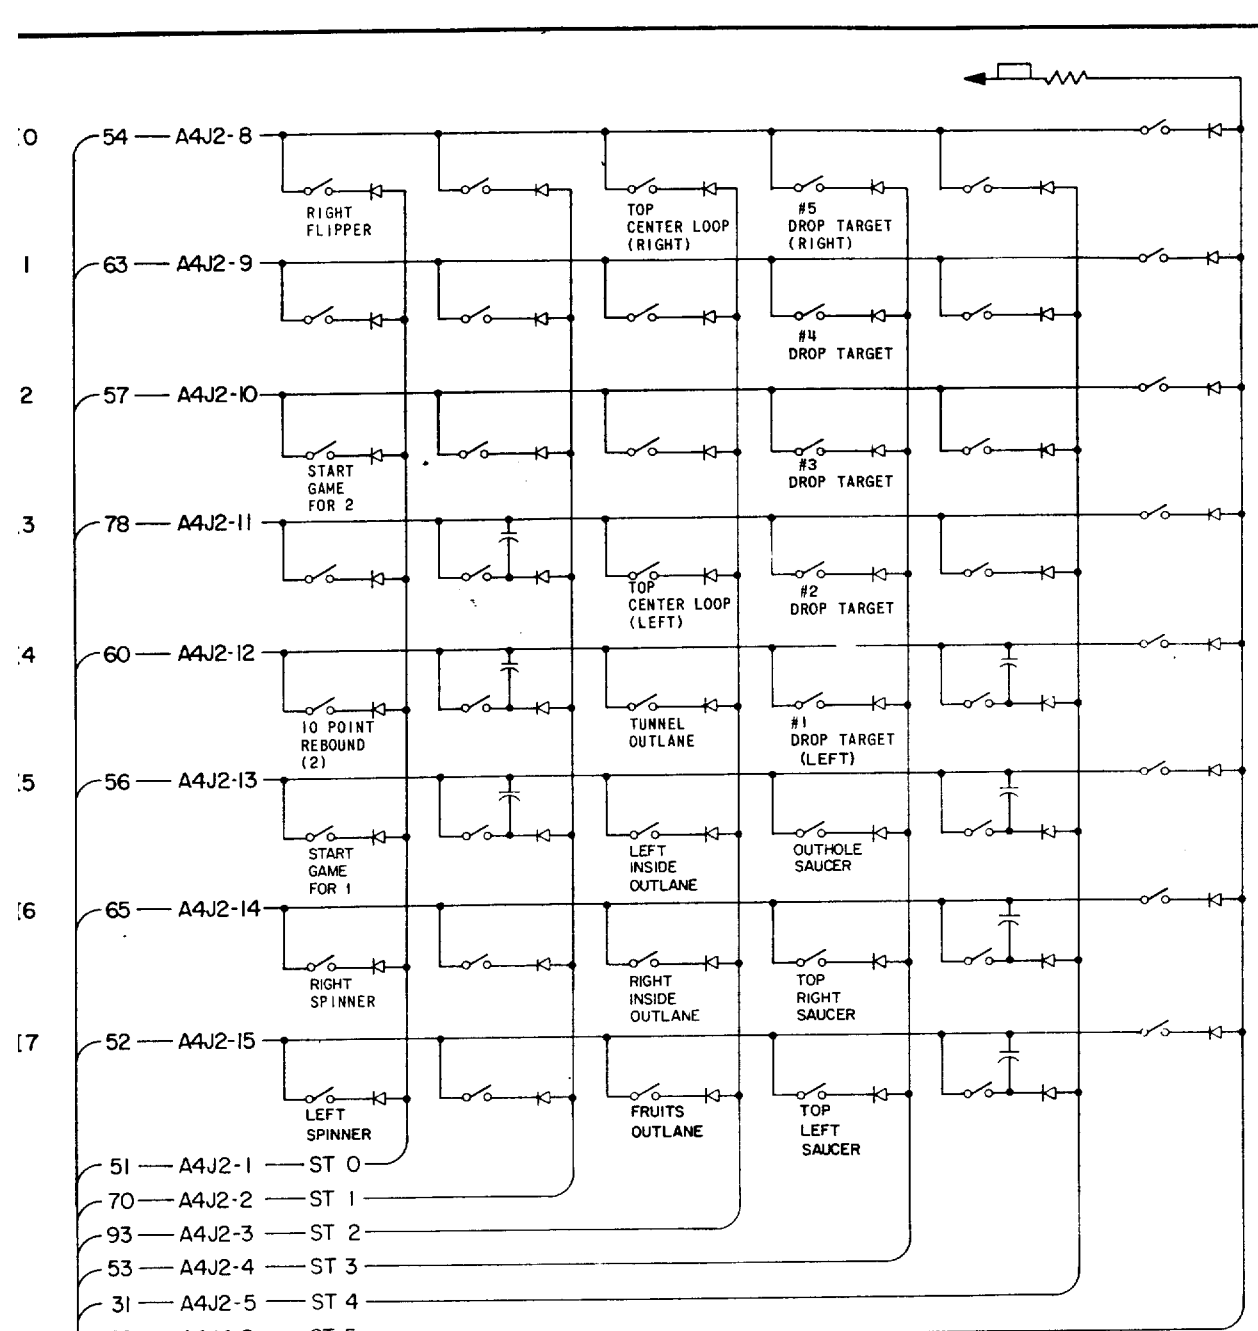 :0 54 A4J2-8
RIGHT
FLIPPER
TOP
CENTER LOOP
(RIGHT)
#5
DROP TARGET
(RIGHT)
1 63 A4J2-9
#4
DROP TARGET
2 57 A4J2-10
START
GAME
FOR 2
#3
DROP TARGET
3 78 A4J2-11
TOP
CENTER LOOP
(LEFT)
#2
DROP TARGET
4 60 A4J2-12
10 POINT
REBOUND
(2)
TUNNEL
OUTLANE
#1
DROP TARGET
(LEFT)
5 56 A4J2-13
START
GAME
FOR 1
LEFT
INSIDE
OUTLANE
OUTHOLE
SAUCER
6 65 A4J2-14
RIGHT
SPINNER
RIGHT
INSIDE
OUTLANE
TOP
RIGHT
SAUCER
7 52 A4J2-15
LEFT
SPINNER
FRUITS
OUTLANE
TOP
LEFT
SAUCER
51 A4J2-1 ST 0
70 A4J2-2 ST 1
93 A4J2-3 ST 2
53 A4J2-4 ST 3
31 A4J2-5 ST 4